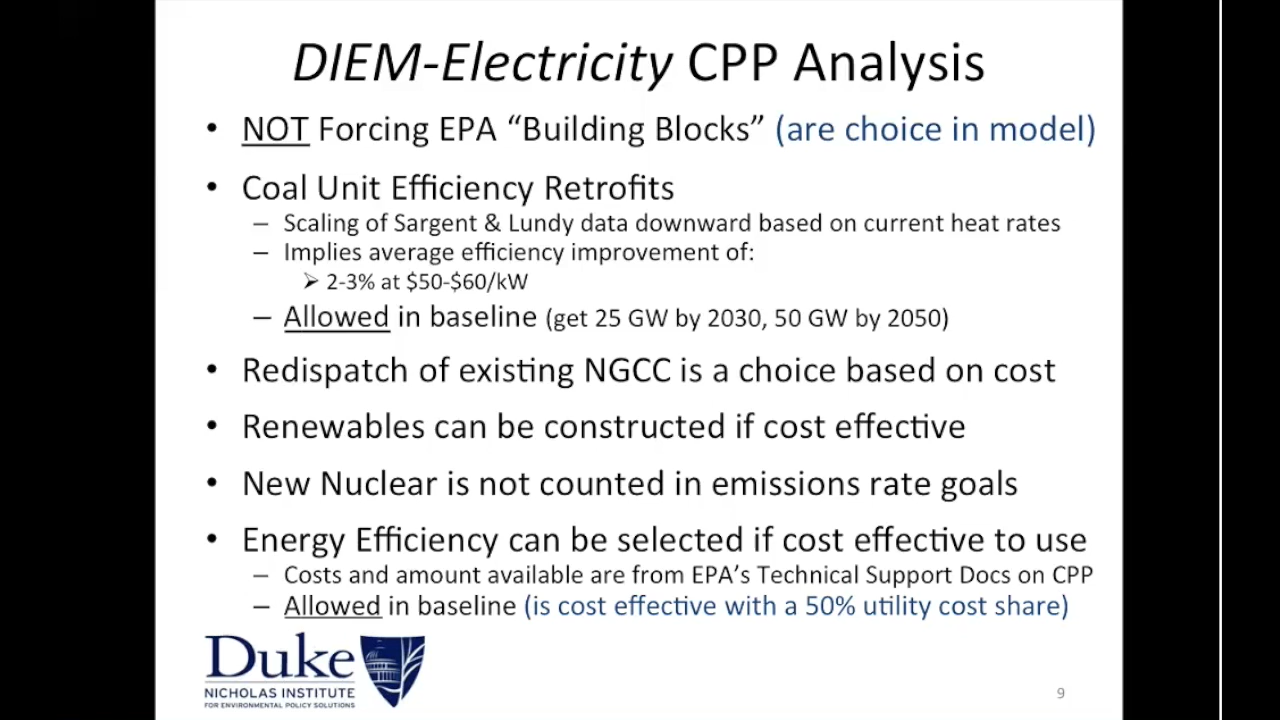 DIEM-Electricity CPP Analysis
• NOT Forcing EPA “Building Blocks” (are choice in model)
• Coal Unit Efficiency Retrofits
– Scaling of Sargent & Lundy data downward based on current heat rates
– Implies average efficiency improvement of:
➢ 2-3% at $50-$60/kW
– Allowed in baseline (get 25 GW by 2030, 50 GW by 2050)
• Redispatch of existing NGCC is a choice based on cost
• Renewables can be constructed if cost effective
• New Nuclear is not counted in emissions rate goals
• Energy Efficiency can be selected if cost effective to use
– Costs and amount available are from EPA’s Technical Support Docs on CPP
– Allowed in baseline (is cost effective with a 50% utility cost share)
Duke
NICHOLAS INSTITUTE
FOR ENVIRONMENTAL POLICY SOLUTIONS
9